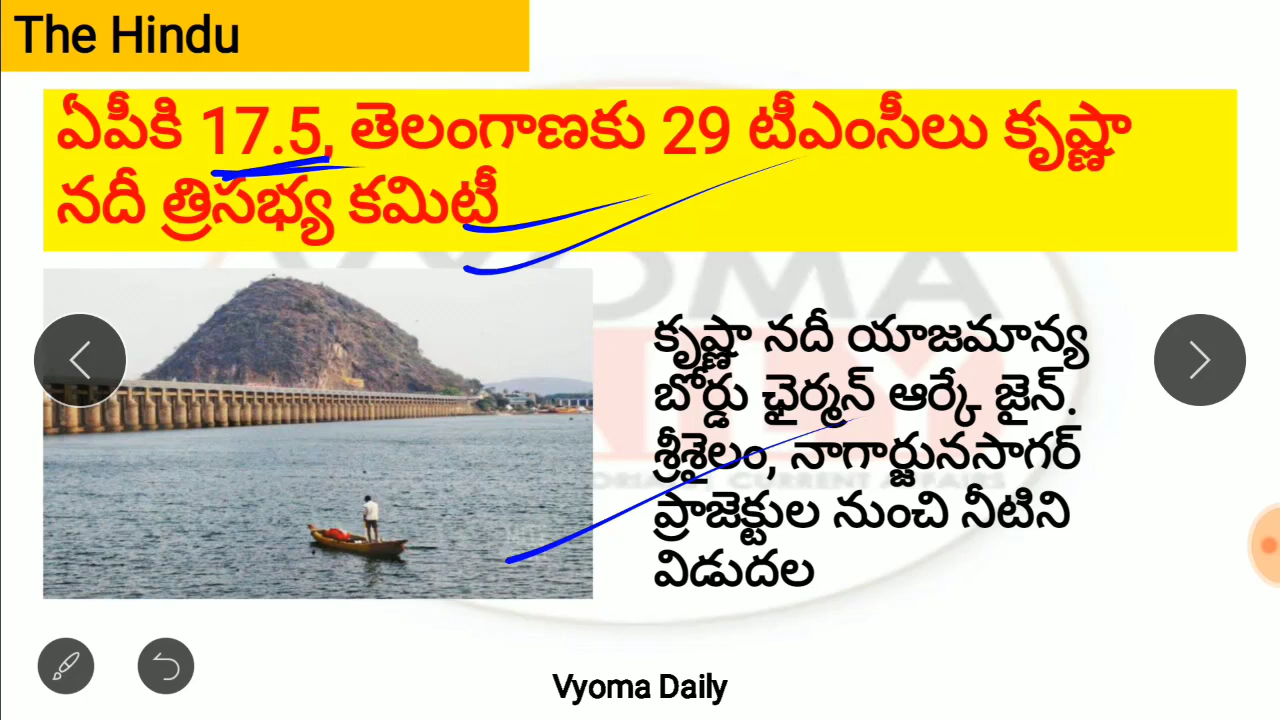 The Hindu
ఏపీకి 17.5, తెలంగాణకు 29 టీఎంసీలు కృష్ణా
నదీ త్రిసభ్య కమిటీ
కృష్ణా నదీ యాజమాన్య
బోర్డు ఛైర్మన్ ఆర్కే జైన్.
శ్రీశైలం, నాగార్జునసాగర్
ప్రాజెక్టుల నుంచి నీటిని
విడుదల
Vyoma Daily